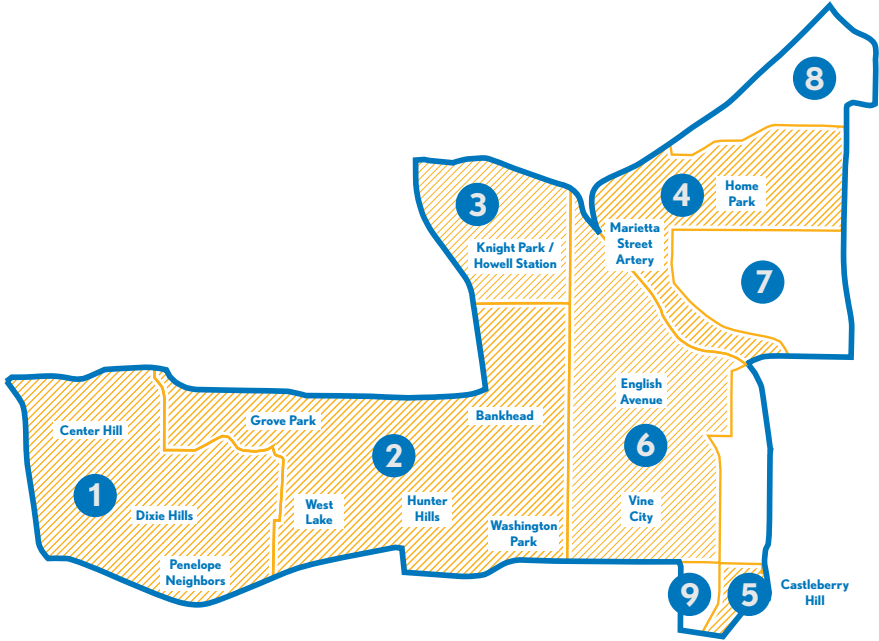 8
4
Home
Park
3
Marietta
Street
Artery
Knight Park /
Howell Station
7
English
Avenue
Grove Park
Bankhead
Center Hill
6
2
1
West
Lake
Hunter
Hills
Vine
City
Dixie Hills
Washington
Park
Penelope
Neighbors
9
5
Castleberry
Hill